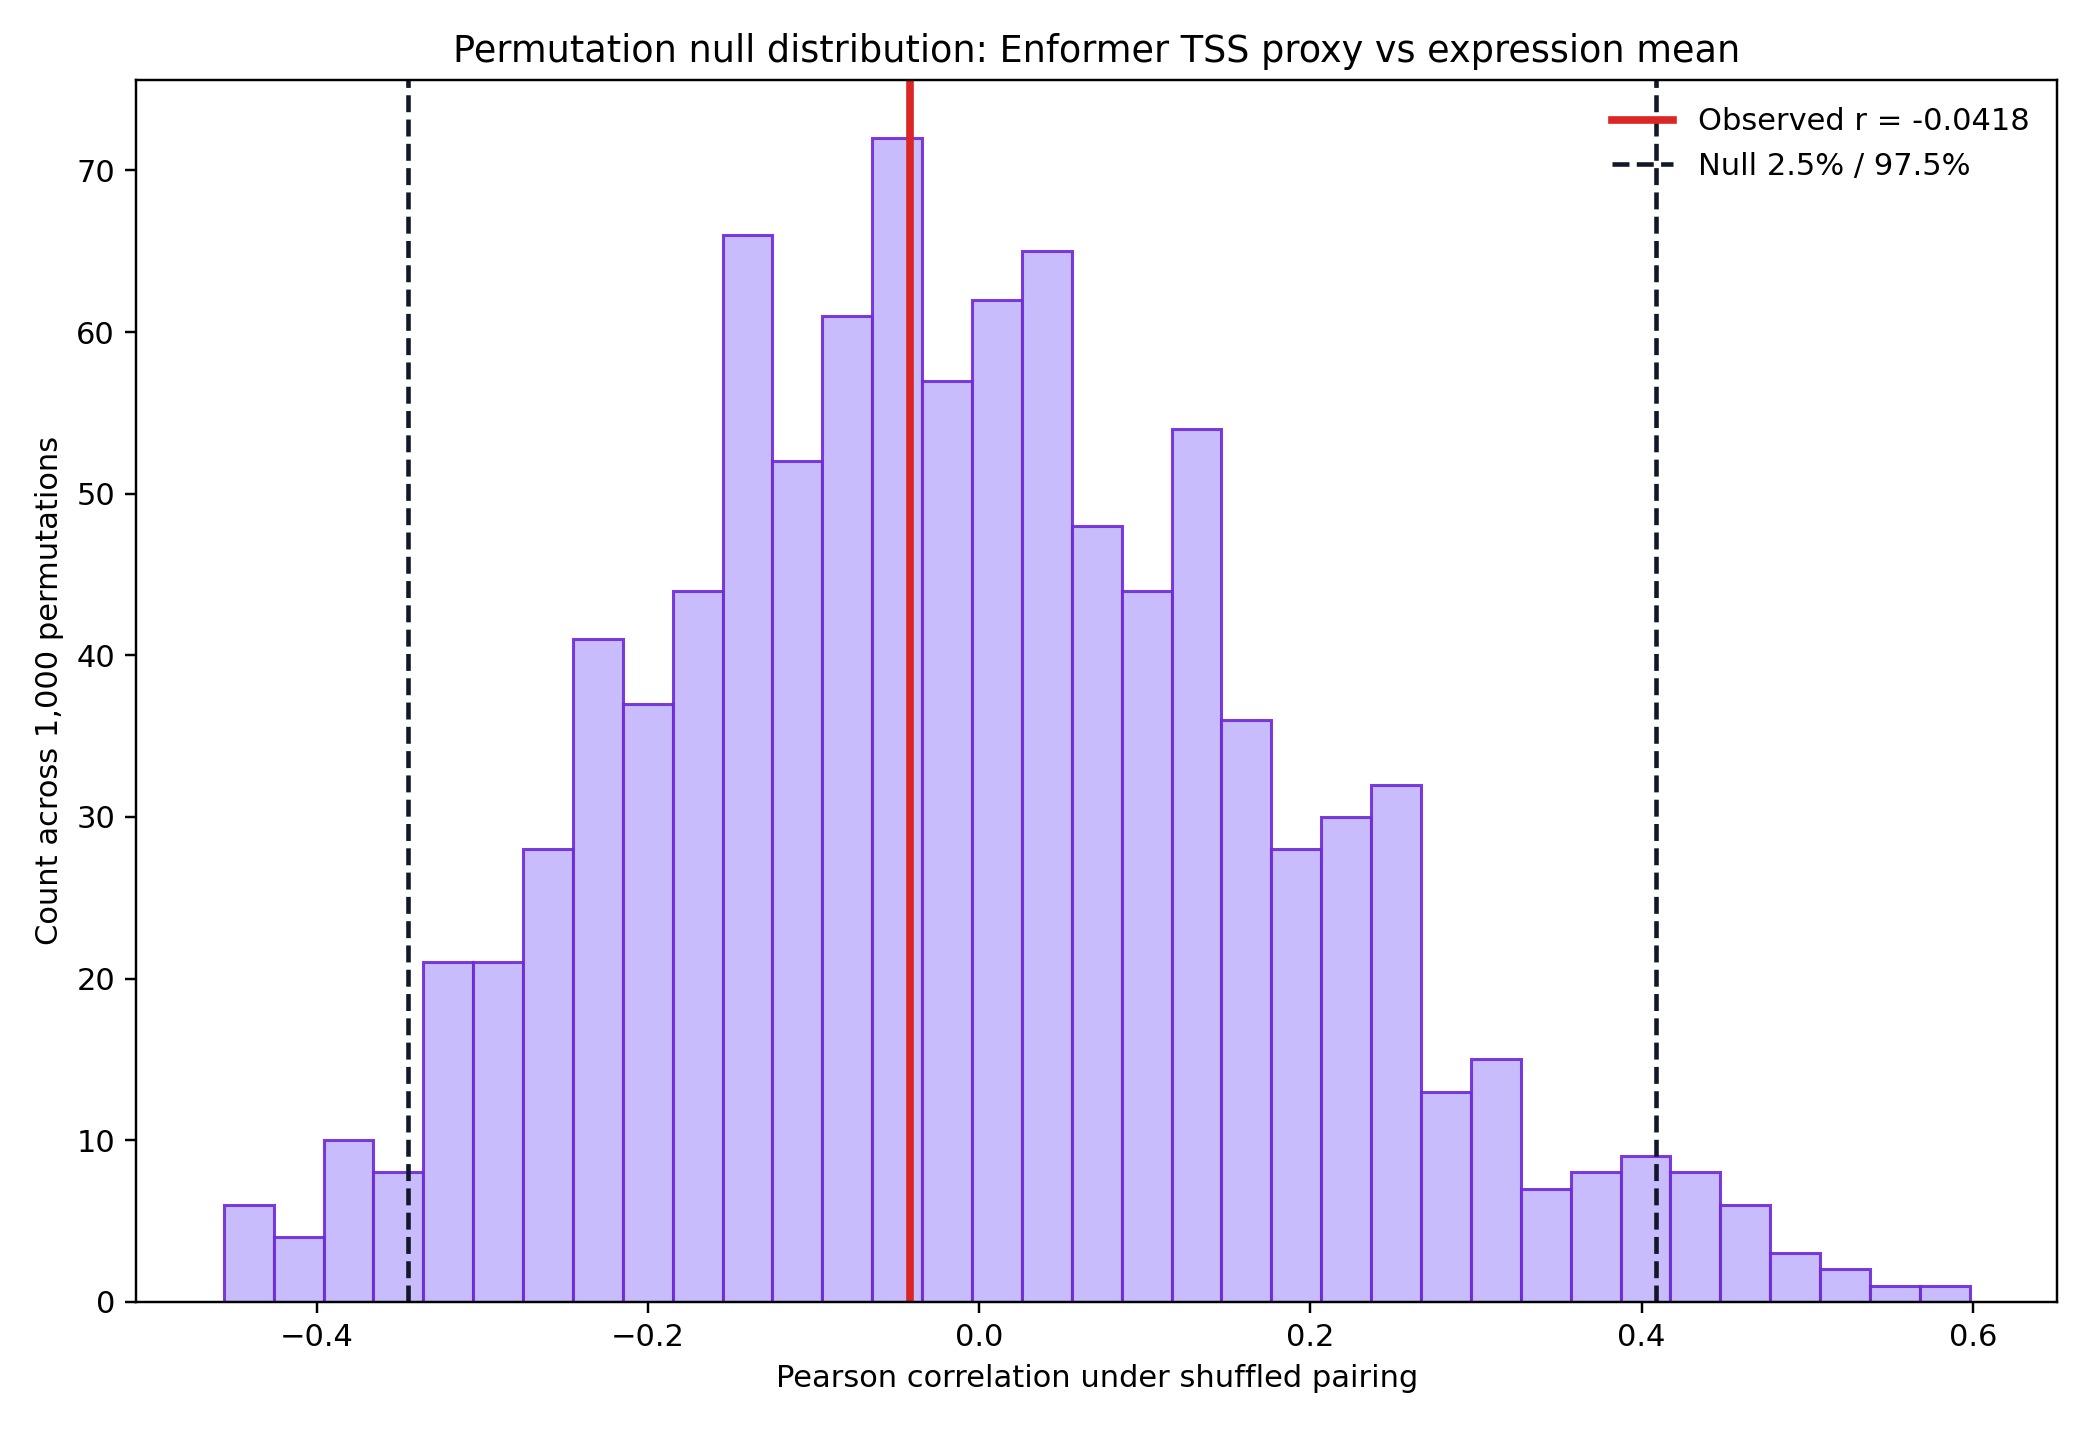 Permutation null distribution: Enformer TSS proxy vs expression mean
Observed r = -0.0418
Null 2.5% / 97.5%
Count across 1,000 permutations
70
60
50
40
30
20
10
0
−0.4
−0.2
0.0
0.2
0.4
0.6
Pearson correlation under shuffled pairing